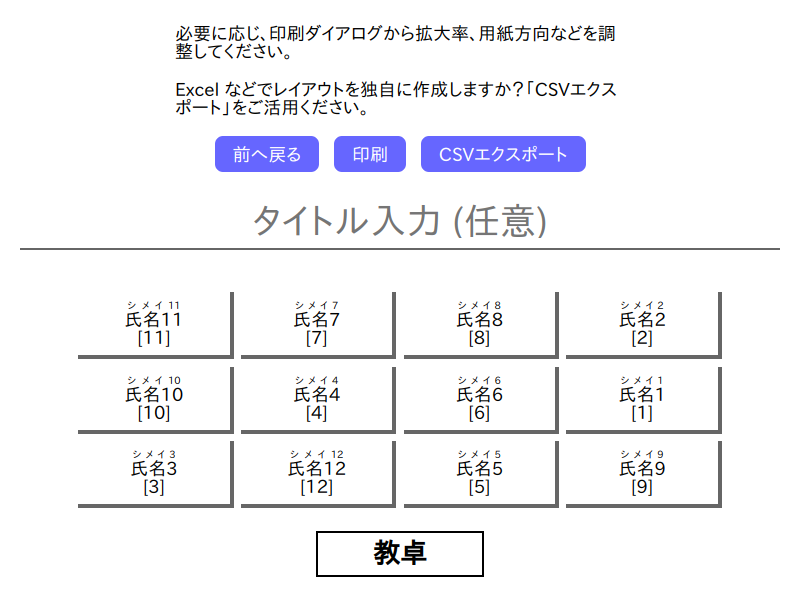 必要に応じ、印刷ダイアログから拡大率、用紙方向などを調
整してください。
Excel などでレイアウトを独自に作成しますか？「CSVエクス
ポート」をご活用ください。
前へ戻る 印刷 CSVエクスポート
タイトル入力 (任意)
シメイ11 シメイ7 シメイ8 シメイ2
氏名11 氏名7 氏名8 氏名2
[11] [7] [8] [2]
シメイ10 シメイ4 シメイ6 シメイ1
氏名10 氏名4 氏名6 氏名1
[10] [4] [6] [1]
シメイ3 シメイ12 シメイ5 シメイ9
氏名3 氏名12 氏名5 氏名9
[3] [12] [5] [9]
教卓